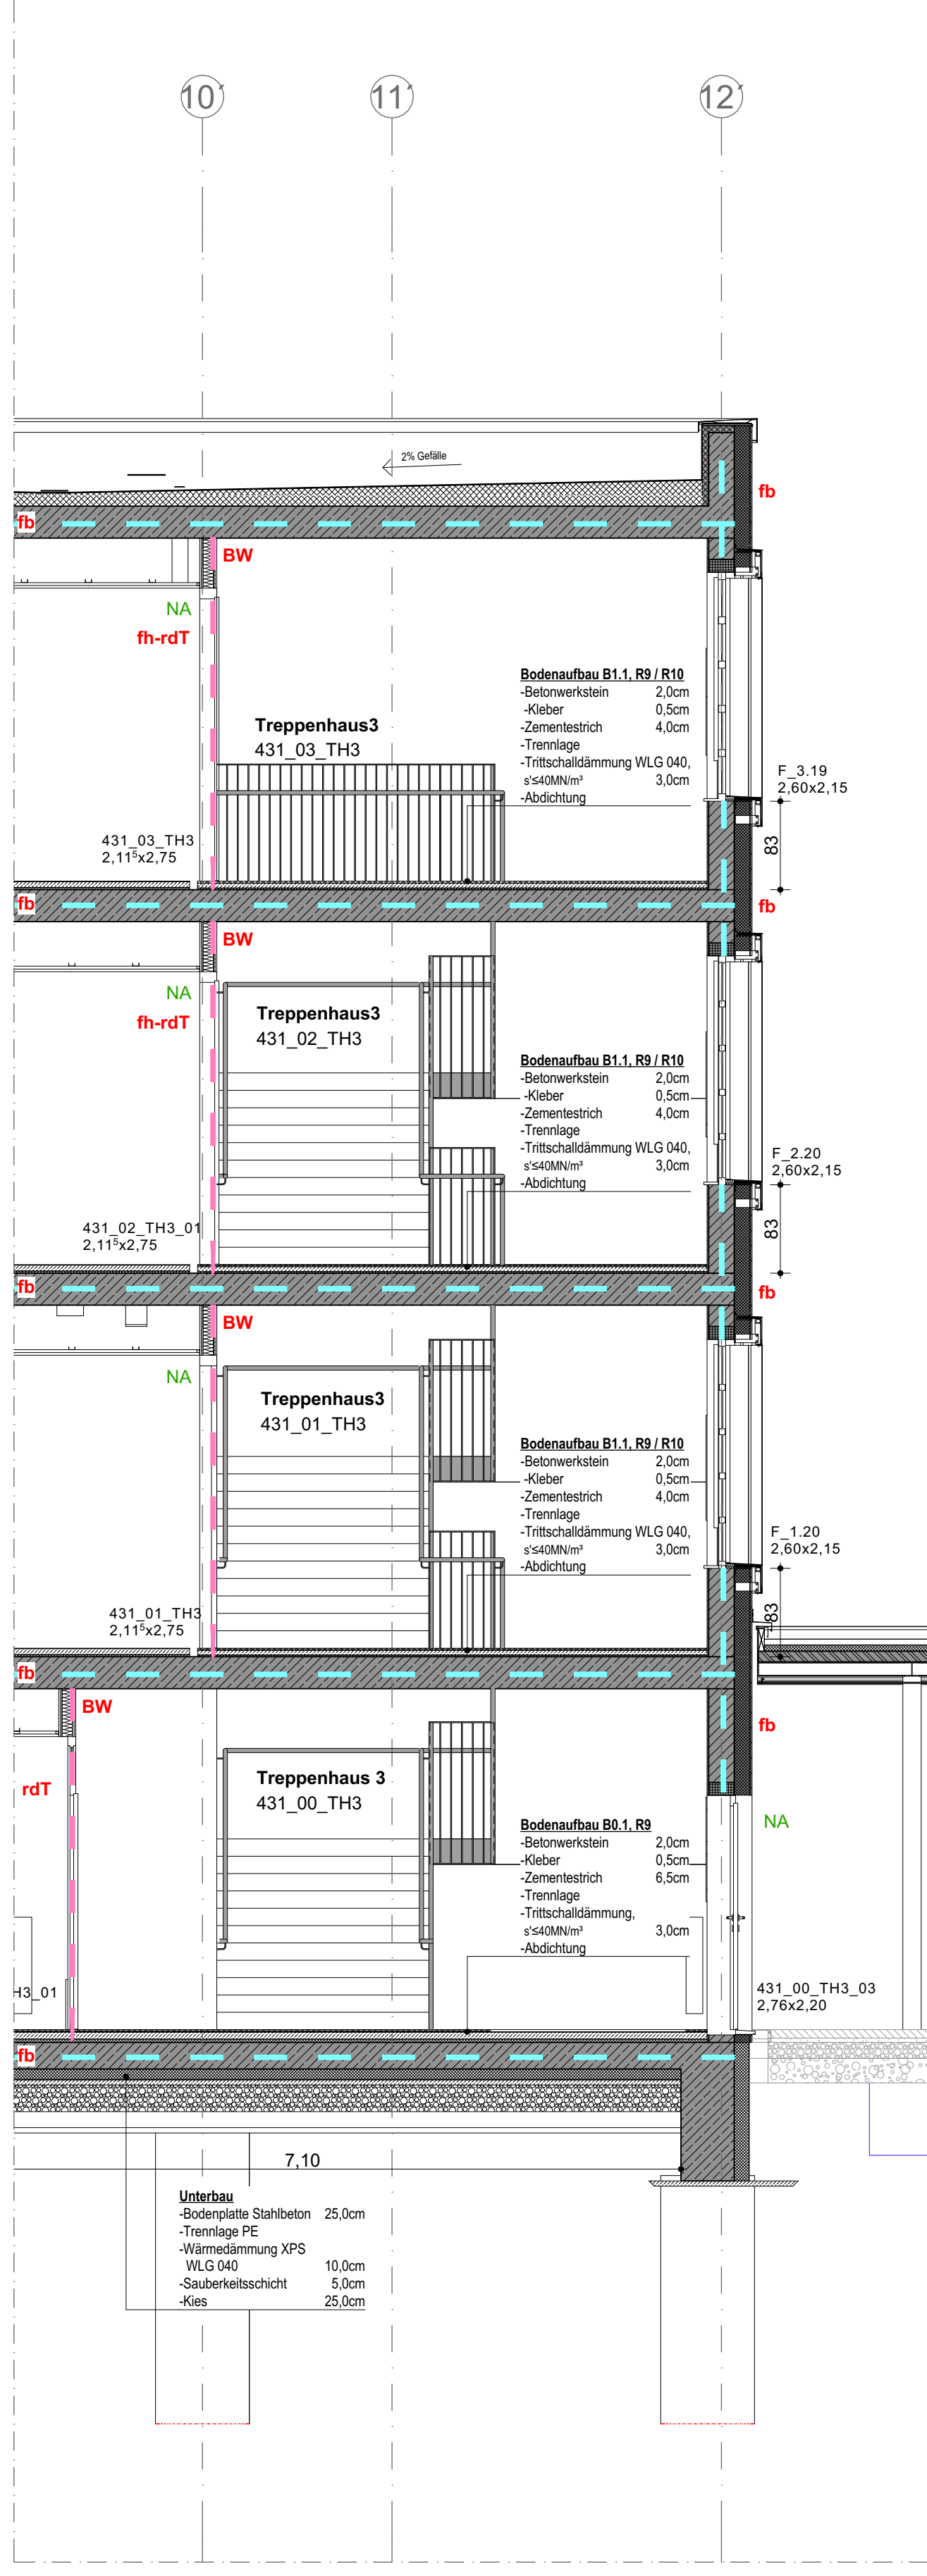 10' 11' 12'
2% Gefälle
fb
fb
BW
NA
fh-rdT
Bodenaufbau B1.1, R9 / R10
-Betonwerkstein 2,0cm
-Kleber 0,5cm
-Zementestrich 4,0cm
-Trennlage
-Trittschalldämmung WLG 040,
s'≤40MN/m³ 3,0cm
-Abdichtung
Treppenhaus3
431_03_TH3
F_3.19
2,60x2,15
83
431_03_TH3
2,11⁵x2,75
fb
fb
BW
NA
fh-rdT
Treppenhaus3
431_02_TH3
Bodenaufbau B1.1, R9 / R10
-Betonwerkstein 2,0cm
-Kleber 0,5cm
-Zementestrich 4,0cm
-Trennlage
-Trittschalldämmung WLG 040,
s'≤40MN/m³ 3,0cm
-Abdichtung
F_2.20
2,60x2,15
83
431_02_TH3_01
2,11⁵x2,75
fb
fb
BW
NA
Treppenhaus3
431_01_TH3
Bodenaufbau B1.1, R9 / R10
-Betonwerkstein 2,0cm
-Kleber 0,5cm
-Zementestrich 4,0cm
-Trennlage
-Trittschalldämmung WLG 040,
s'≤40MN/m³ 3,0cm
-Abdichtung
F_1.20
2,60x2,15
83
431_01_TH3
2,11⁵x2,75
fb
BW
fb
rdT
Treppenhaus 3
431_00_TH3
NA
Bodenaufbau B0.1, R9
-Betonwerkstein 2,0cm
-Kleber 0,5cm
-Zementestrich 6,5cm
-Trennlage
-Trittschalldämmung,
s'≤40MN/m³ 3,0cm
-Abdichtung
H3_01
431_00_TH3_03
2,76x2,20
fb
7,10
Unterbau
-Bodenplatte Stahlbeton 25,0cm
-Trennlage PE
-Wärmedämmung XPS
WLG 040 10,0cm
-Sauberkeitsschicht 5,0cm
-Kies 25,0cm